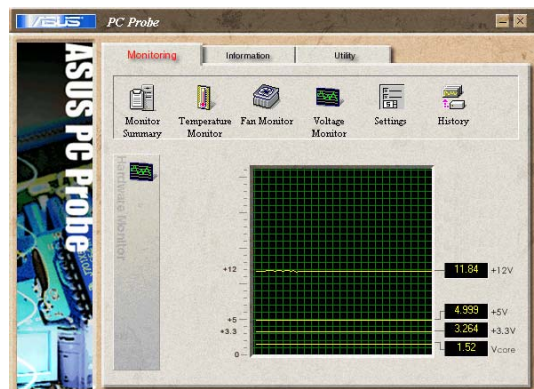 ASUS
PC Probe
ASUS PC Probe
Monitoring
Information
Utility
Monitor Summary
Temperature Monitor
Fan Monitor
Voltage Monitor
Settings
History
Hardware Monitor
+12
+5
+3.3
0
11.84 +12V
4.999 +5V
3.264 +3.3V
1.52 Vcore